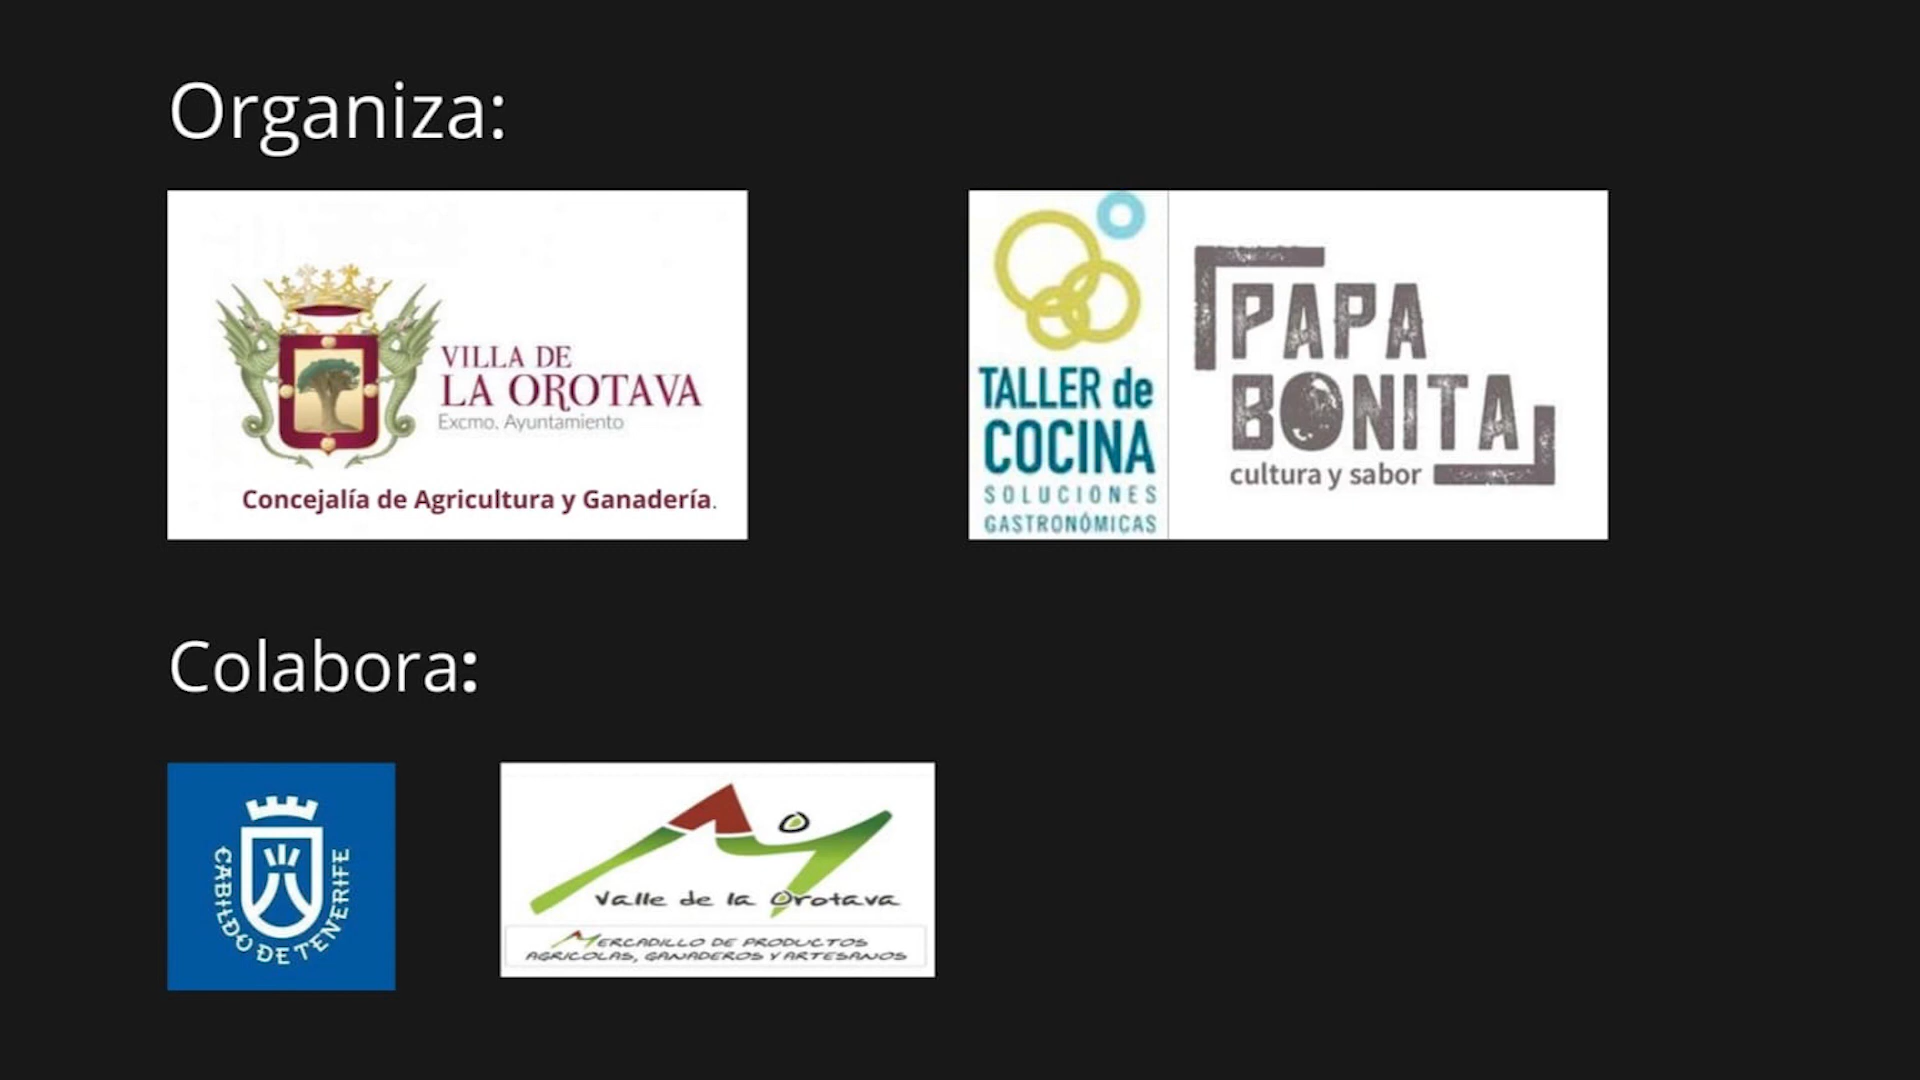 Organiza:
VILLA DE
LA OROTAVA
Excmo. Ayuntamiento
Concejalía de Agricultura y Ganadería.
TALLER de
COCINA
SOLUCIONES
GASTRONÓMICAS
PAPA
BONITA
cultura y sabor
Colabora:
CABILDO DE TENERIFE
Valle de la Orotava
MERCADILLO DE PRODUCTOS
AGRICOLAS, GANADEROS Y ARTESANOS